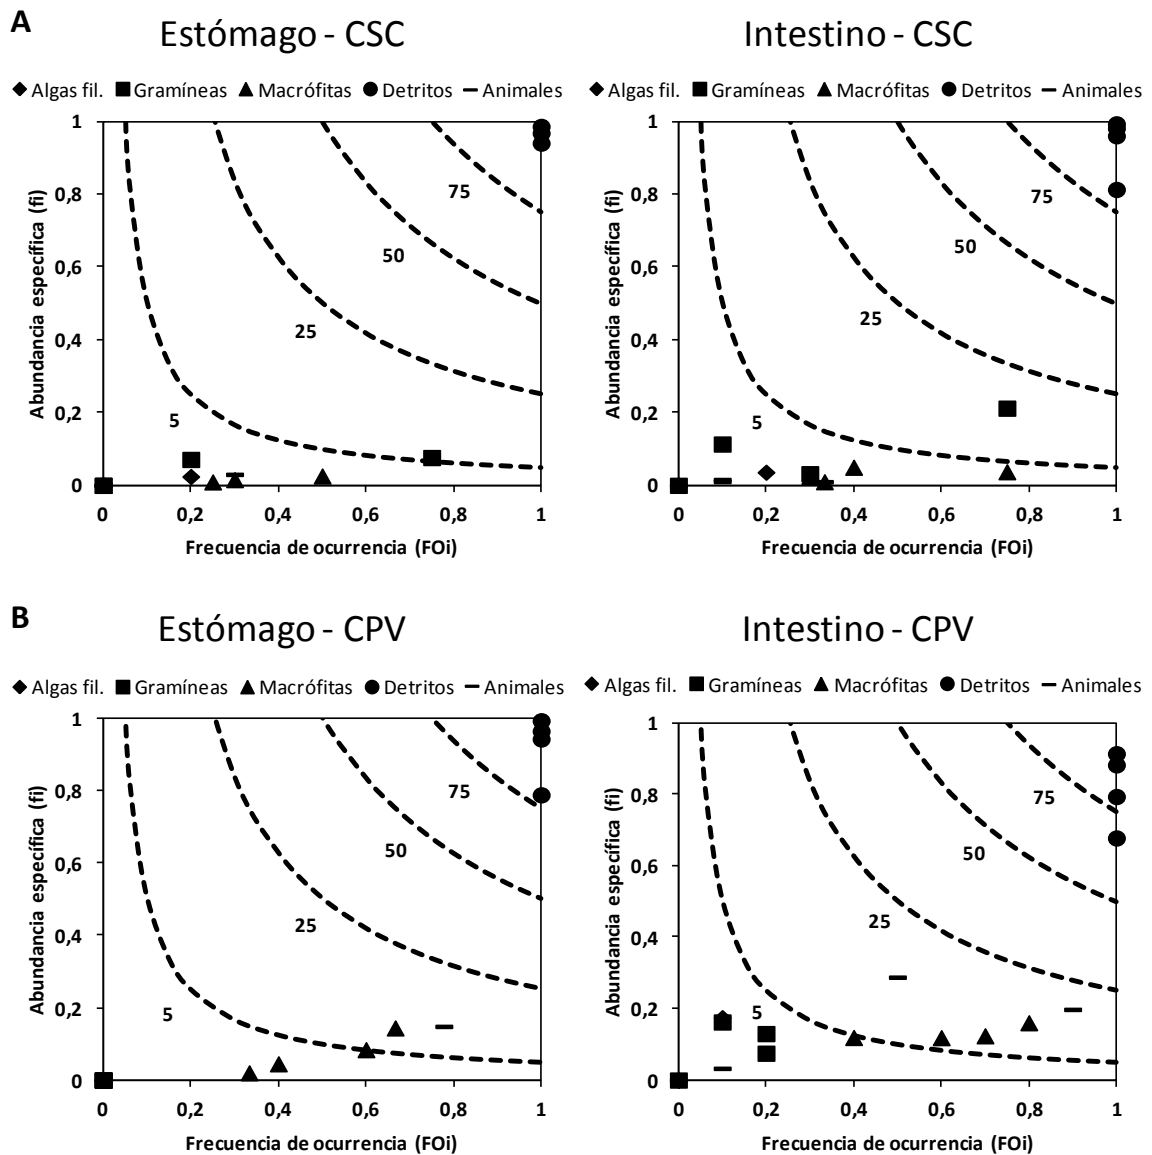 A
Estómago - CSC
Intestino - CSC
Algas fil. Gramíneas Macrófitas Detritos Animales
Algas fil. Gramíneas Macrófitas Detritos Animales
Abundancia específica (fi)
1
0,8
0,6
0,4
0,2
0
75
50
25
5
0 0,2 0,4 0,6 0,8 1
Frecuencia de ocurrencia (FOi)
Abundancia específica (fi)
1
0,8
0,6
0,4
0,2
0
75
50
25
5
0 0,2 0,4 0,6 0,8 1
Frecuencia de ocurrencia (FOi)
B
Estómago - CPV
Intestino - CPV
Algas fil. Gramíneas Macrófitas Detritos Animales
Algas fil. Gramíneas Macrófitas Detritos Animales
Abundancia específica (fi)
1
0,8
0,6
0,4
0,2
0
75
50
25
5
0 0,2 0,4 0,6 0,8 1
Frecuencia de ocurrencia (FOi)
Abundancia específica (fi)
1
0,8
0,6
0,4
0,2
0
75
50
25
5
0 0,2 0,4 0,6 0,8 1
Frecuencia de ocurrencia (FOi)